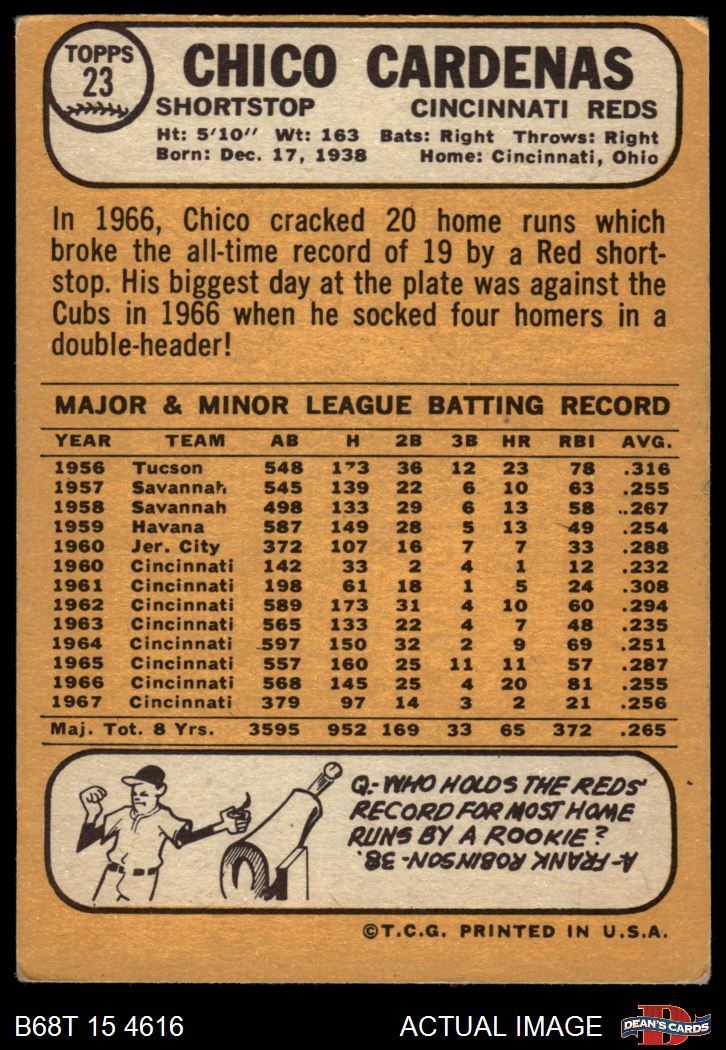 TOPPS
23
CHICO CARDENAS
SHORTSTOP CINCINNATI REDS
Ht: 5'10" Wt: 163 Bats: Right Throws: Right
Born: Dec. 17, 1938 Home: Cincinnati, Ohio
In 1966, Chico cracked 20 home runs which
broke the all-time record of 19 by a Red short-
stop. His biggest day at the plate was against the
Cubs in 1966 when he socked four homers in a
double-header!
MAJOR & MINOR LEAGUE BATTING RECORD
YEAR TEAM AB H 2B 3B HR RBI AVG.
1956 Tucson 548 173 36 12 23 78 .316
1957 Savannah 545 139 22 6 10 63 .255
1958 Savannah 498 133 29 6 13 58 .267
1959 Havana 587 149 28 5 13 49 .254
1960 Jer. City 372 107 16 7 7 33 .288
1960 Cincinnati 142 33 2 4 1 12 .232
1961 Cincinnati 198 61 18 1 5 24 .308
1962 Cincinnati 589 173 31 4 10 60 .294
1963 Cincinnati 565 133 22 4 7 48 .235
1964 Cincinnati 597 150 32 2 9 69 .251
1965 Cincinnati 557 160 25 11 11 57 .287
1966 Cincinnati 568 145 25 4 20 81 .255
1967 Cincinnati 379 97 14 3 2 21 .256
Maj. Tot. 8 Yrs. 3595 952 169 33 65 372 .265
Q.- WHO HOLDS THE REDS'
RECORD FOR MOST HOME
RUNS BY A ROOKIE?
A- FRANK ROBINSON- 38.
©T.C.G. PRINTED IN U.S.A.
B68T 15 4616 ACTUAL IMAGE
D
DEAN'S CARDS